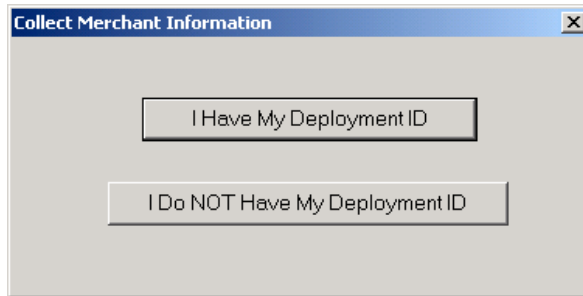 Collect Merchant Information
I Have My Deployment ID
I Do NOT Have My Deployment ID